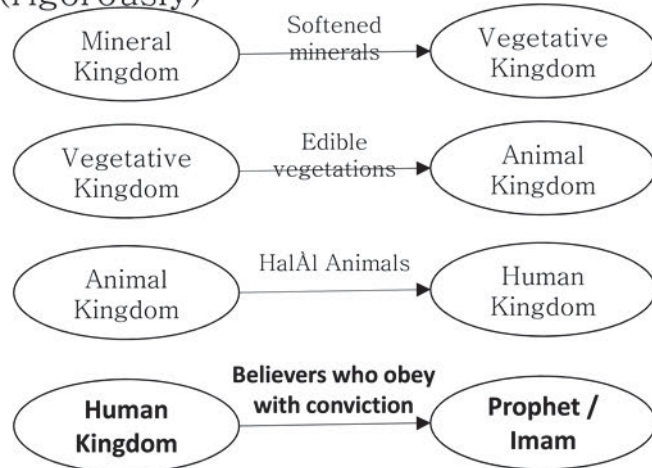 (rigorously)
Mineral Kingdom
Softened minerals
Vegetative Kingdom
Vegetative Kingdom
Edible vegetations
Animal Kingdom
Animal Kingdom
HalÀl Animals
Human Kingdom
Human Kingdom
Believers who obey with conviction
Prophet / Imam